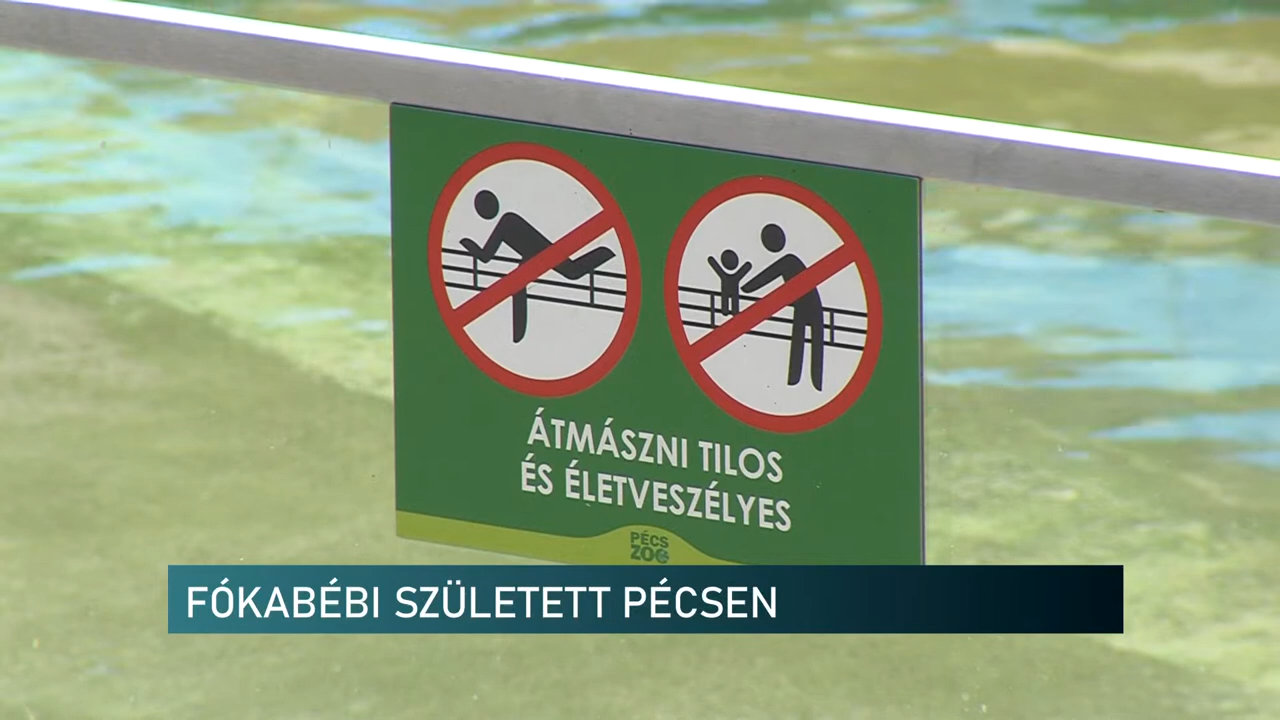 ÁTMÁSZNI TILOS
ÉS ÉLETVESZÉLYES
PÉCS
ZOO
FÓKABÉBI SZÜLETETT PÉCSEN